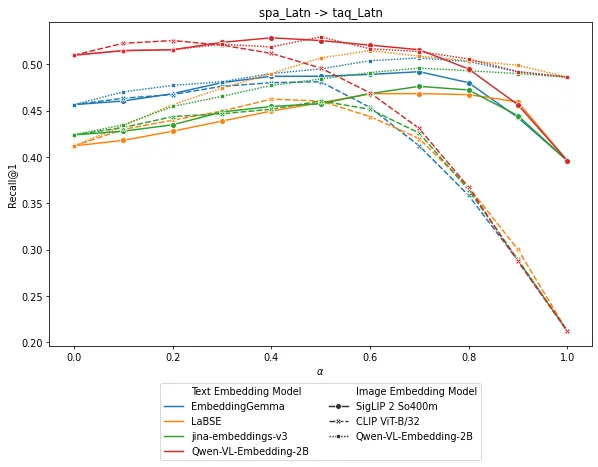 spa_Latn -> taq_Latn
Recall@1
0.50
0.45
0.40
0.35
0.30
0.25
0.20
0.0 0.2 0.4 0.6 0.8 1.0
α
Text Embedding Model Image Embedding Model
EmbeddingGemma SigLIP 2 So400m
LaBSE CLIP ViT-B/32
jina-embeddings-v3 Qwen-VL-Embedding-2B
Qwen-VL-Embedding-2B